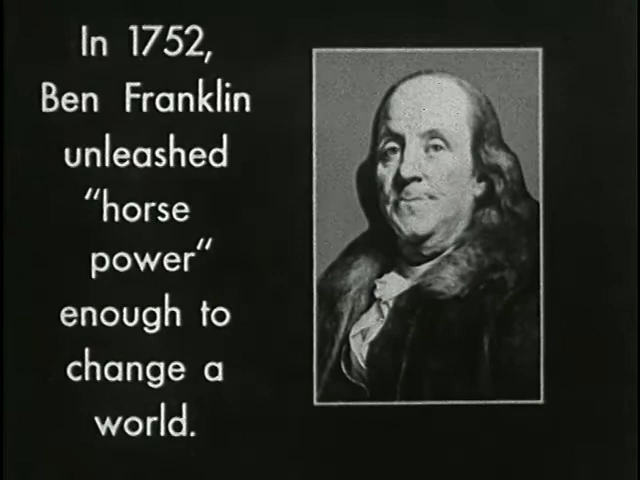 In 1752,
Ben Franklin
unleashed
“horse
power“
enough to
change a
world.